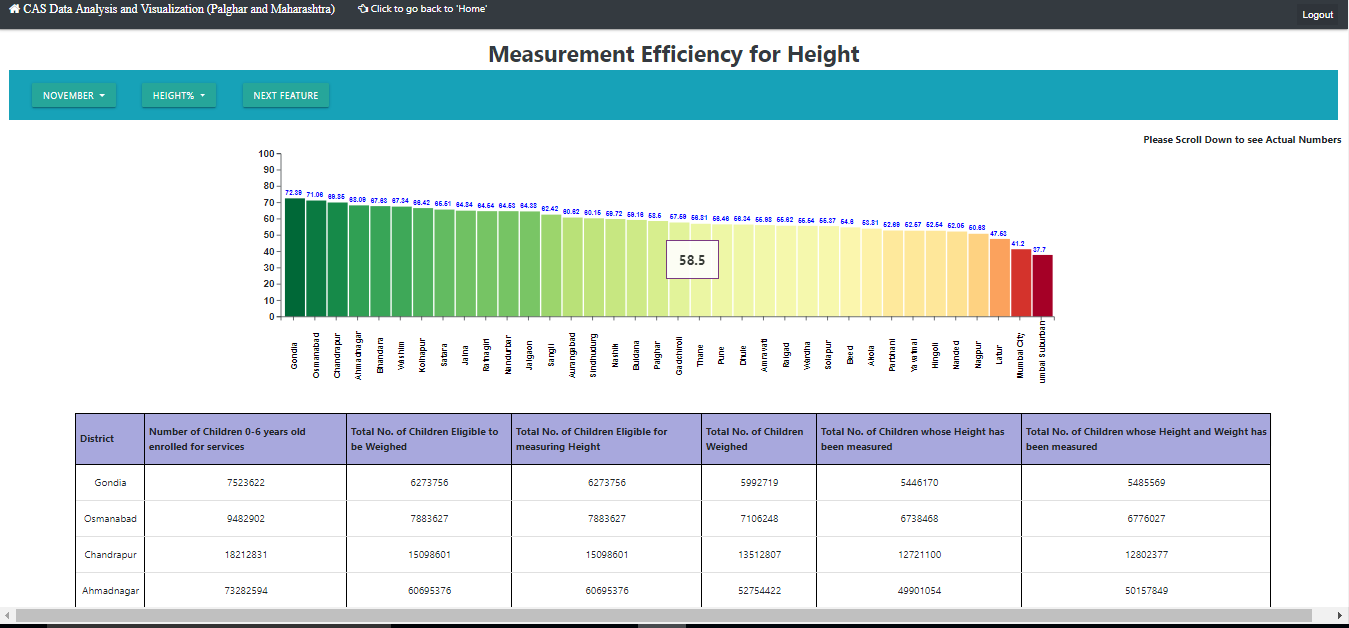 CAS Data Analysis and Visualization (Palghar and Maharashtra) Click to go back to 'Home' Logout
Measurement Efficiency for Height
NOVEMBER HEIGHT% NEXT FEATURE
Please Scroll Down to see Actual Numbers
100
90
80
70
60
50
40
30
20
10
0
72.39 71.06 69.85 68.09 67.63 67.34 66.42 65.51 64.84 64.64 64.53 64.33 62.42 60.62 60.15 59.72 59.16 58.5 57.59 56.81 56.46 56.34 55.93 55.62 55.54 55.37 54.6 53.31 52.69 52.57 52.54 52.05 50.63 47.53 41.2 37.7
58.5
Gondia Osmanabad Chandrapur Ahmadnagar Bhandara Washim Kolhapur Satara Jalna Ratnagiri Nandurbar Jalgaon Sangli Aurangabad Sindhudurg Nashik Buldana Palghar Gadchiroli Thane Pune Dhule Amravati Raigad Wardha Solapur Beed Akola Parbhani Yavatmal Hingoli Nanded Nagpur Latur Mumbai City umbai Suburban
District Number of Children 0-6 years old enrolled for services Total No. of Children Eligible to be Weighed Total No. of Children Eligible for measuring Height Total No. of Children Weighed Total No. of Children whose Height has been measured Total No. of Children whose Height and Weight has been measured
Gondia 7523622 6273756 6273756 5992719 5446170 5485569
Osmanabad 9482902 7883627 7883627 7106248 6738468 6776027
Chandrapur 18212831 15098601 15098601 13512807 12721100 12802377
Ahmadnagar 73282594 60695376 60695376 52754422 49901054 50157849